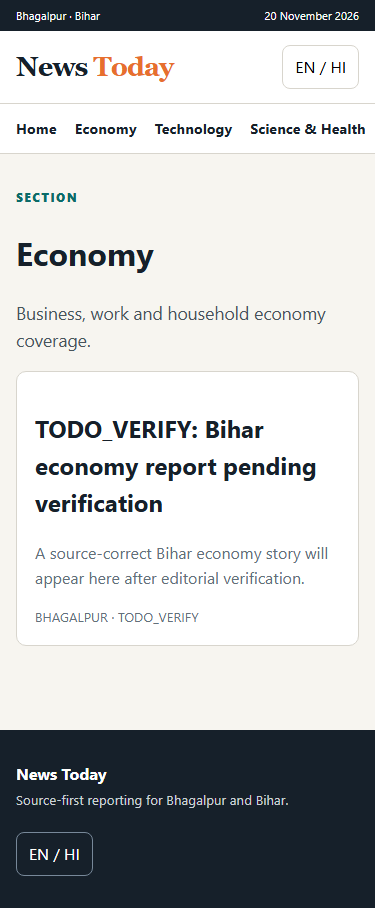 Bhagalpur · Bihar
20 November 2026
News Today
EN / HI
Home Economy Technology Science & Health
SECTION
Economy
Business, work and household economy
coverage.
TODO_VERIFY: Bihar
economy report pending
verification
A source-correct Bihar economy story will
appear here after editorial verification.
BHAGALPUR · TODO_VERIFY
News Today
Source-first reporting for Bhagalpur and Bihar.
EN / HI